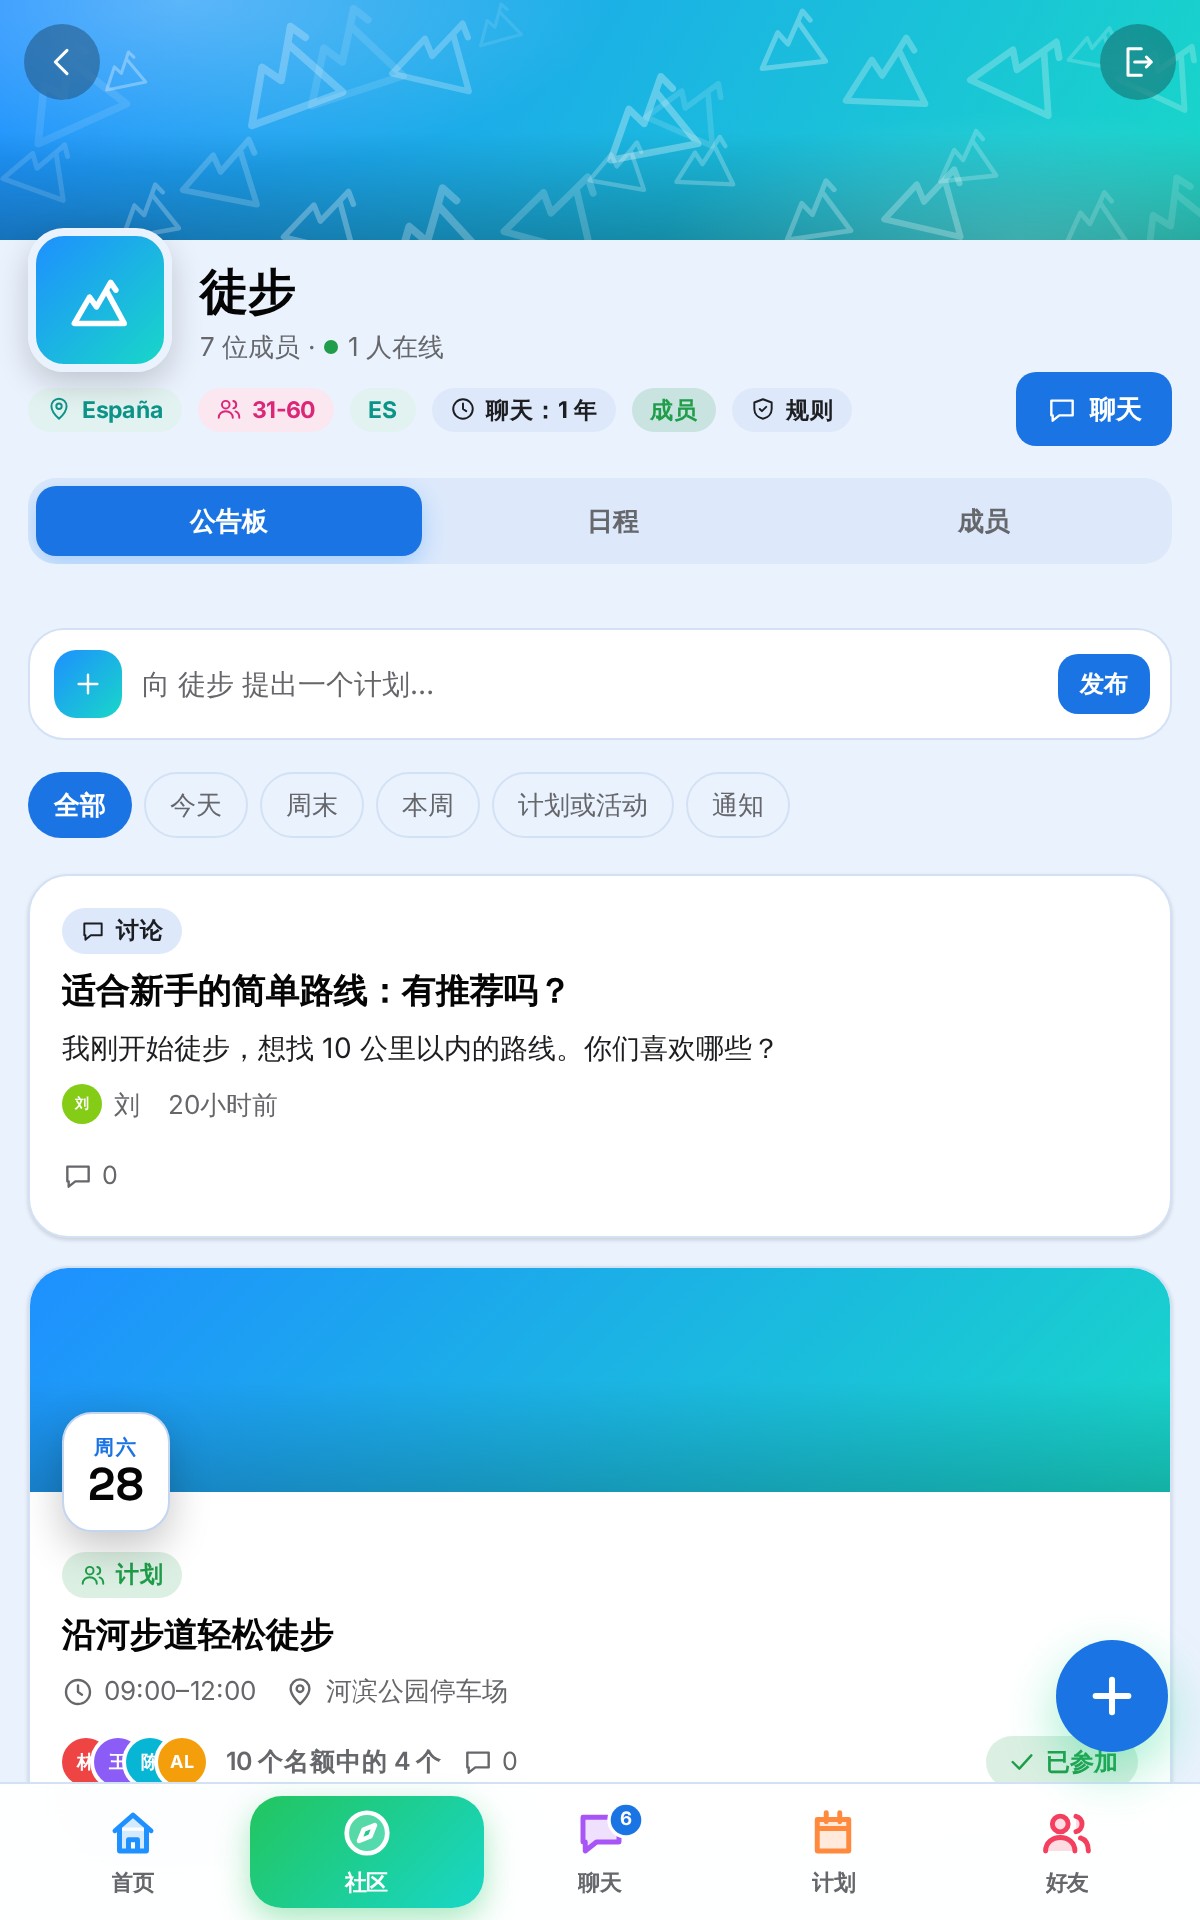 徒步
7 位成员 · 1 人在线
España 31-60 ES 聊天：1 年 成员 规则 聊天
公告板 日程 成员
向 徒步 提出一个计划... 发布
全部 今天 周末 本周 计划或活动 通知
讨论
适合新手的简单路线：有推荐吗？
我刚开始徒步，想找 10 公里以内的路线。你们喜欢哪些？
刘 刘 20小时前
0
周六
28
计划
沿河步道轻松徒步
09:00–12:00 河滨公园停车场
林 王 陈 AL 10 个名额中的 4 个 0 已参加
6
首页 社区 聊天 计划 好友